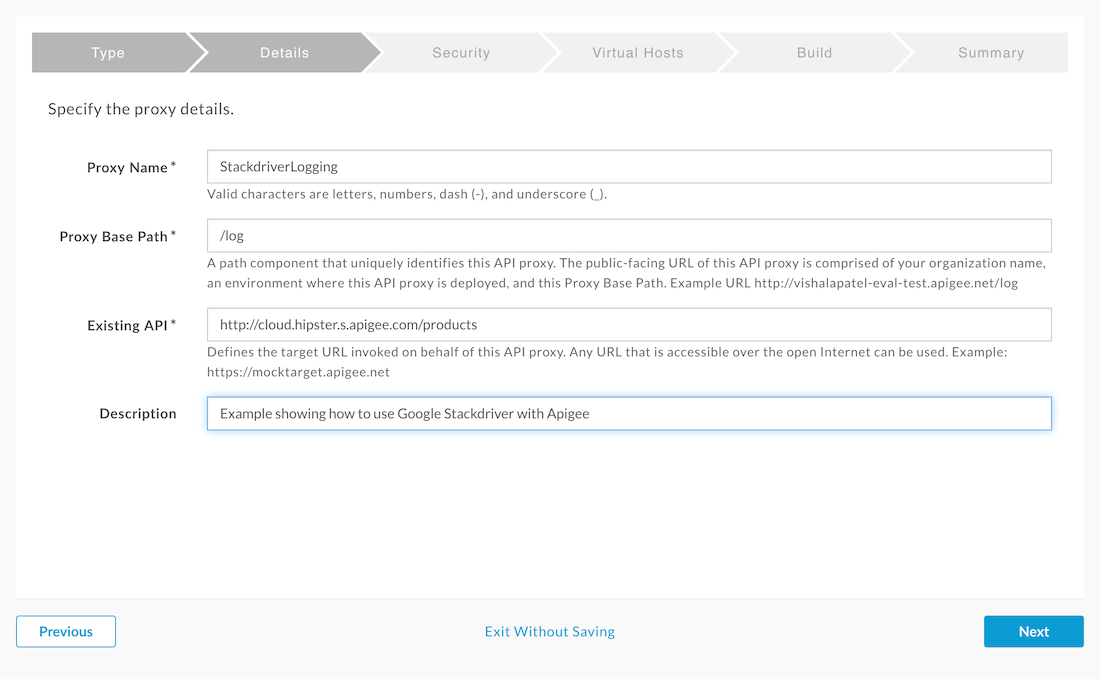 Type
Details
Security
Virtual Hosts
Build
Summary
Specify the proxy details.
Proxy Name*
StackdriverLogging
Valid characters are letters, numbers, dash (-), and underscore (_).
Proxy Base Path*
/log
A path component that uniquely identifies this API proxy. The public-facing URL of this API proxy is comprised of your organization name,
an environment where this API proxy is deployed, and this Proxy Base Path. Example URL http://vishalapatel-eval-test.apigee.net/log
Existing API*
http://cloud.hipster.s.apigee.com/products
Defines the target URL invoked on behalf of this API proxy. Any URL that is accessible over the open Internet can be used. Example:
https://mocktarget.apigee.net
Description
Example showing how to use Google Stackdriver with Apigee
Previous
Exit Without Saving
Next